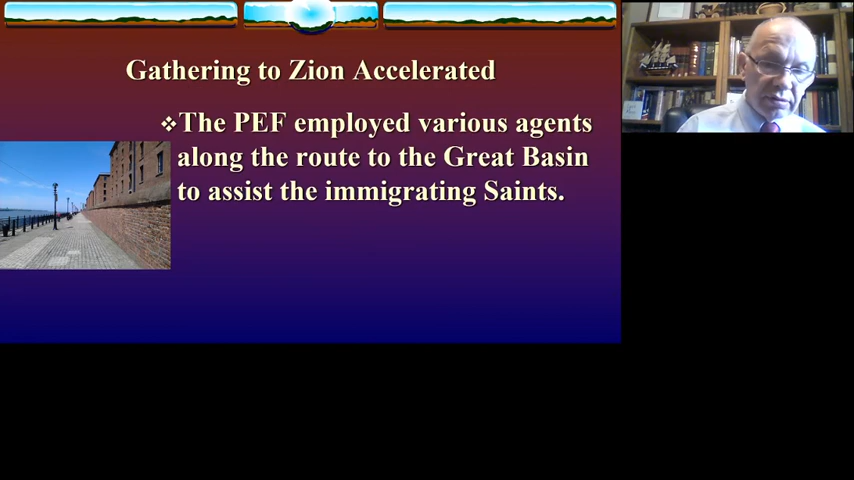 Gathering to Zion Accelerated
❖The PEF employed various agents
along the route to the Great Basin
to assist the immigrating Saints.